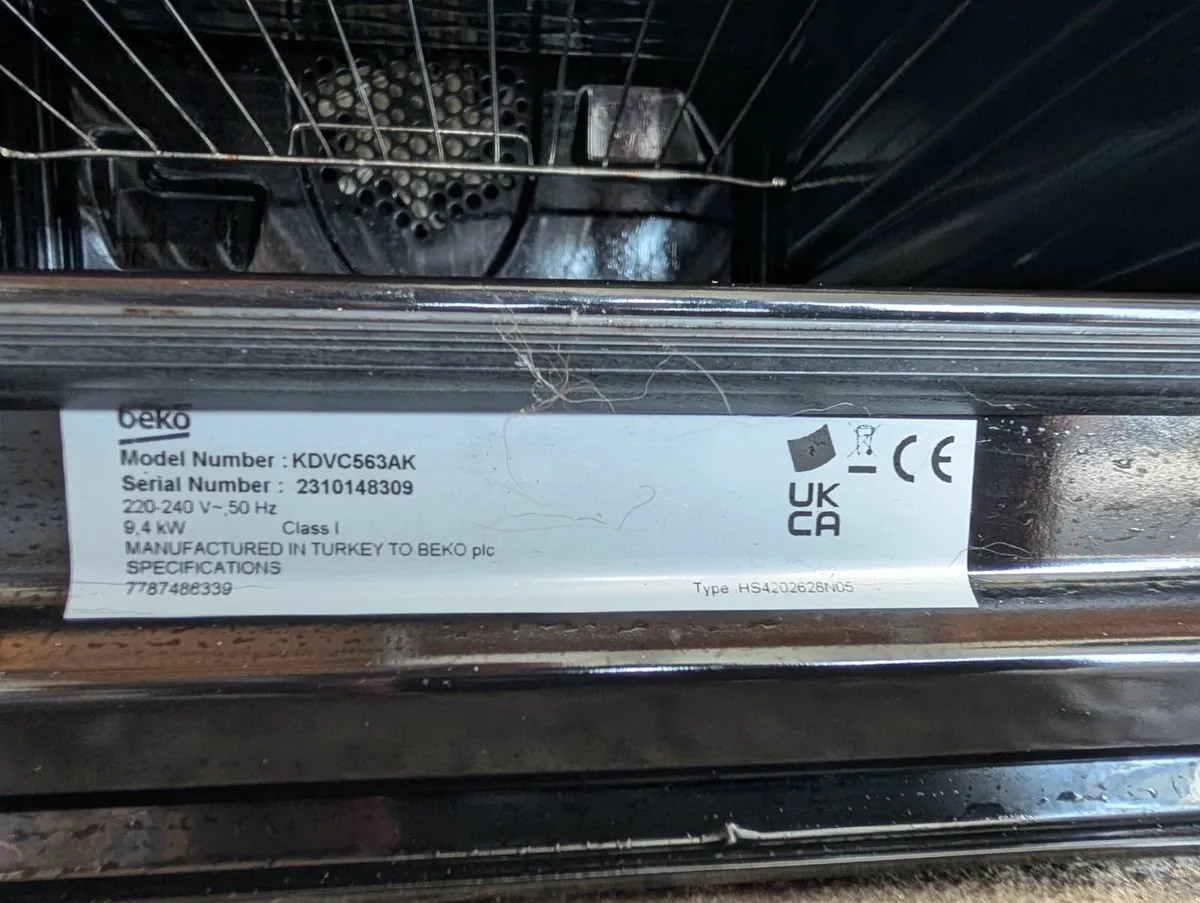 beko
Model Number : KDVC563AK
Serial Number : 2310148309
220-240 V~,50 Hz
9,4 kW Class I
MANUFACTURED IN TURKEY TO BEKO plc
SPECIFICATIONS
7787486339
UK
CA
CE
Type .HS4202628N05